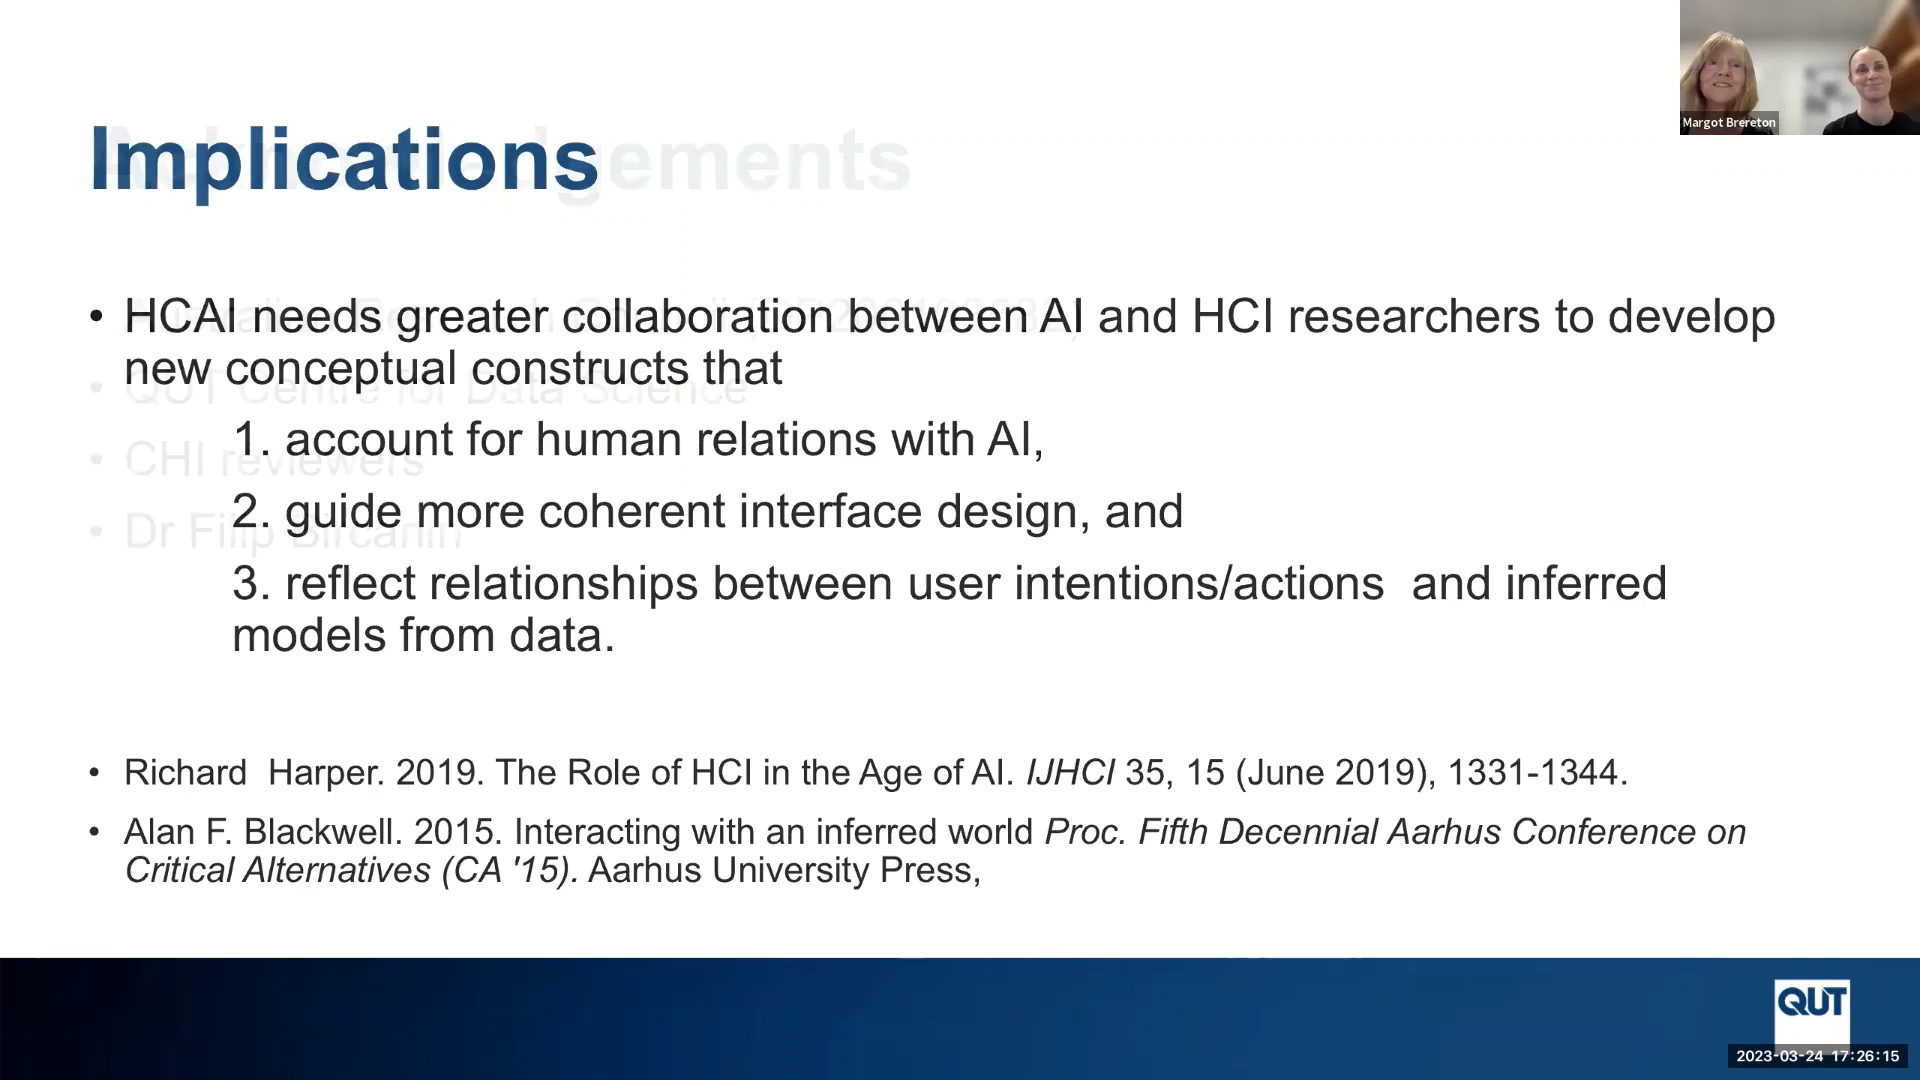 Implications
Acknowledgements
• HCAI needs greater collaboration between AI and HCI researchers to develop
new conceptual constructs that
• QUT Centre for Data Science
1. account for human relations with AI,
• CHI reviewers
2. guide more coherent interface design, and
• Dr Filip Bircanin
3. reflect relationships between user intentions/actions  and inferred
models from data.
• Richard  Harper. 2019. The Role of HCI in the Age of AI. IJHCI 35, 15 (June 2019), 1331-1344.
• Alan F. Blackwell. 2015. Interacting with an inferred world Proc. Fifth Decennial Aarhus Conference on
Critical Alternatives (CA '15). Aarhus University Press,
Margot Brereton
QUT
2023-03-24 17:26:15